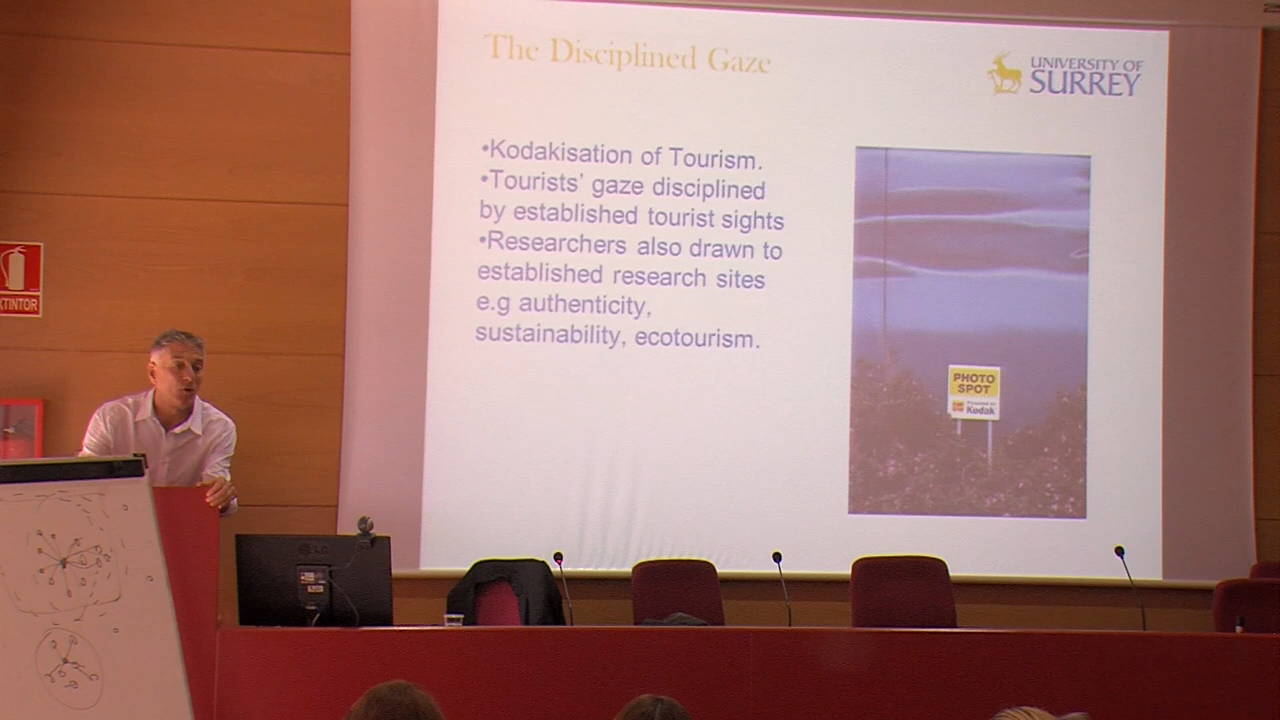 The Disciplined Gaze
UNIVERSITY OF
SURREY
•Kodakisation of Tourism.
•Tourists' gaze disciplined
by established tourist sights
•Researchers also drawn to
established research sites
e.g authenticity,
sustainability, ecotourism.
PHOTO
SPOT
Kodak
XTINTOR
LG